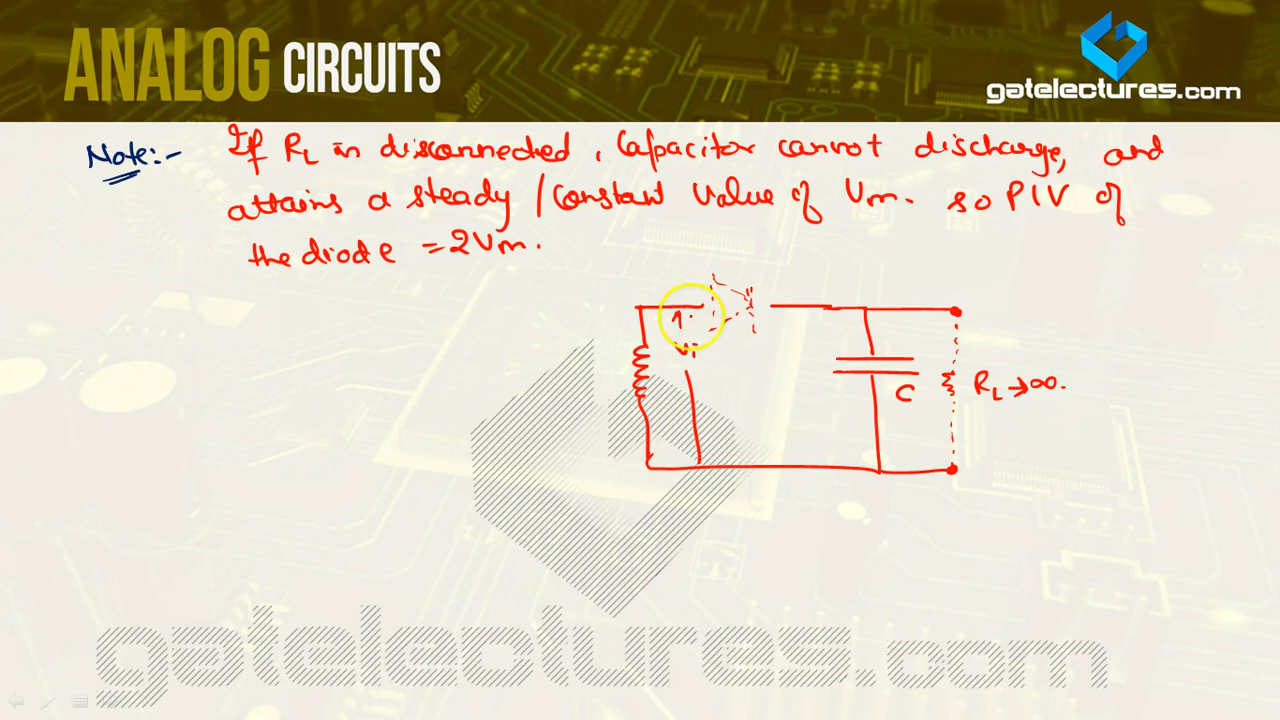 ANALOG CIRCUITS
gatelectures.com
Note:-
If RL is disconnected, Capacitor cannot discharge, and
attains a steady / Constant Value of Vm. so PIV of
the diode = 2Vm.
C
RL→∞.
gatelectures.com